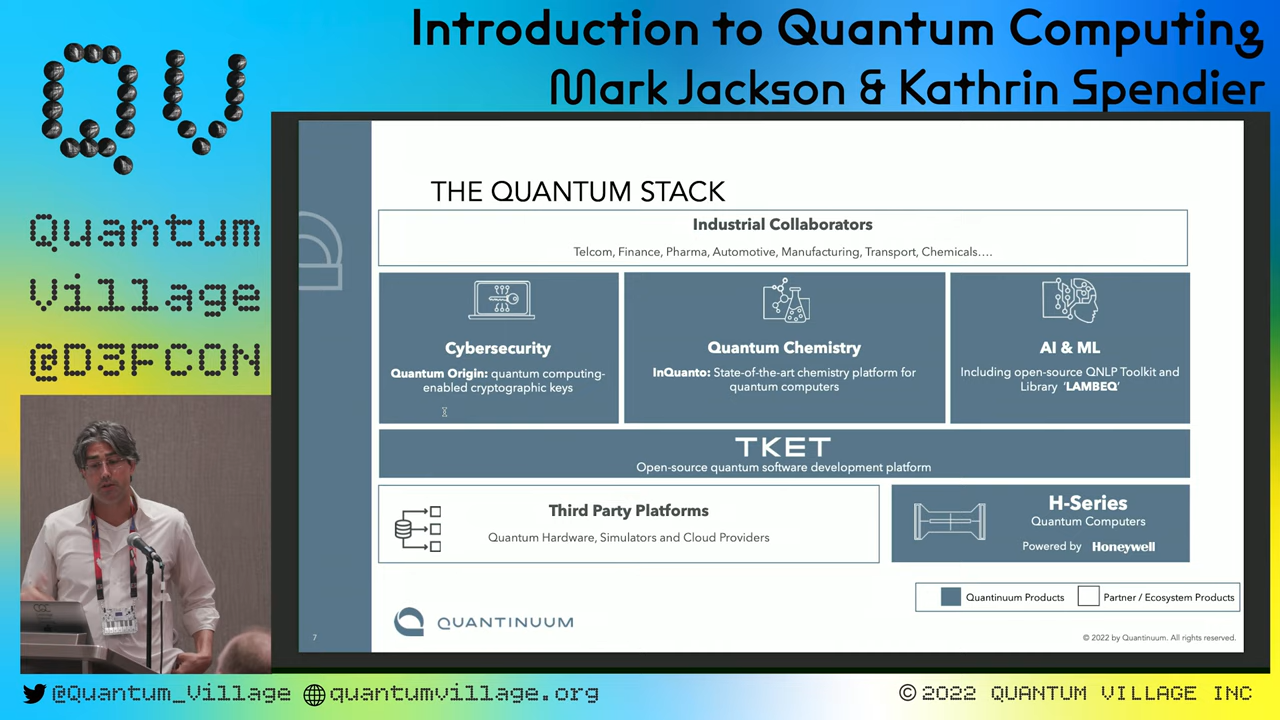 Introduction to Quantum Computing
Mark Jackson & Kathrin Spendier
QV
Quantum
Village
@D3FCON
THE QUANTUM STACK
Industrial Collaborators
Telcom, Finance, Pharma, Automotive, Manufacturing, Transport, Chemicals….
Cybersecurity
Quantum Origin: quantum computing-
enabled cryptographic keys
Quantum Chemistry
InQuanto: State-of-the-art chemistry platform for
quantum computers
AI & ML
Including open-source QNLP Toolkit and
Library ‘LAMBEQ’
TKET
Open-source quantum software development platform
Third Party Platforms
Quantum Hardware, Simulators and Cloud Providers
H-Series
Quantum Computers
Powered by Honeywell
Quantinuum Products
Partner / Ecosystem Products
7
QUANTINUUM
© 2022 by Quantinuum. All rights reserved.
@Quantum_Village
quantumvillage.org
© 2022 QUANTUM VILLAGE INC